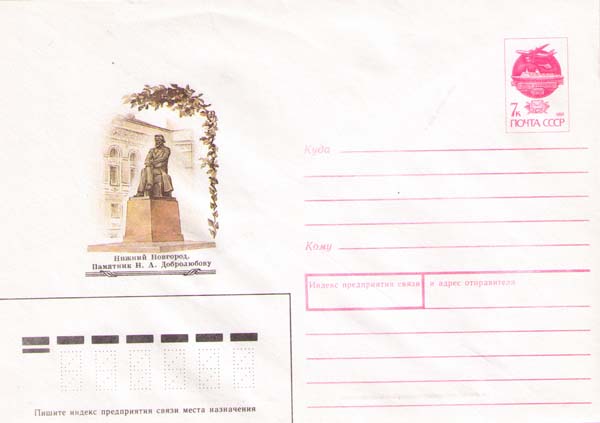 7к
ПОЧТА СССР
Куда
Кому
Нижний Новгород.
Памятник Н. А. Добролюбову
Индекс предприятия связи и адрес отправителя
Пишите индекс предприятия связи места назначения